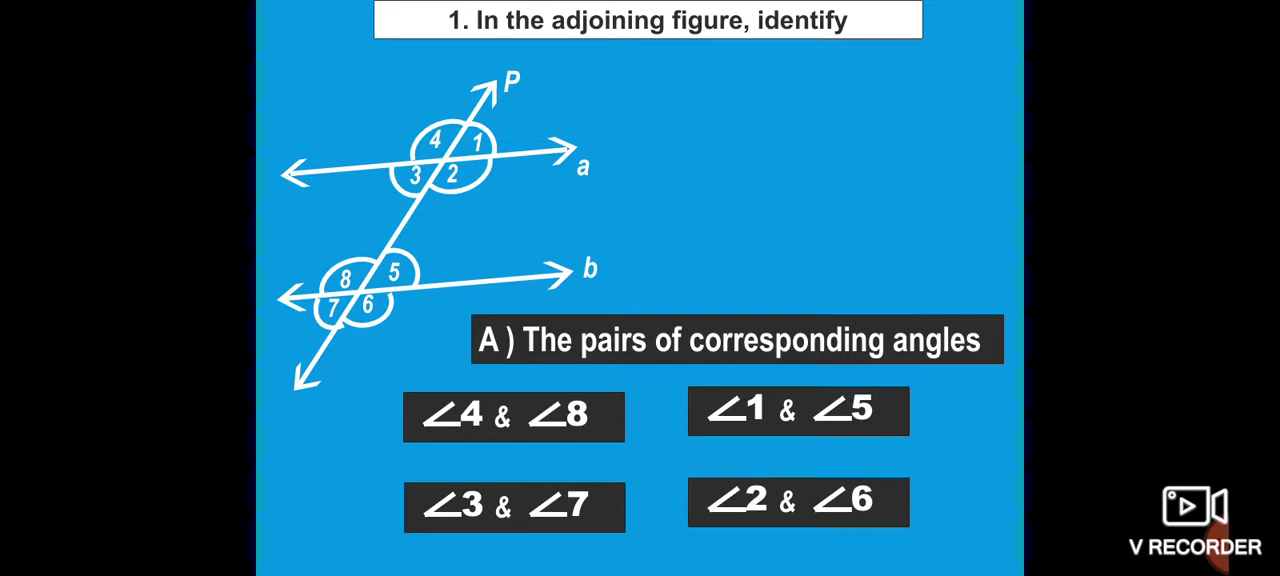 1. In the adjoining figure, identify
P
4 1
3 2
a
8 5
7 6
b
A ) The pairs of corresponding angles
∠4 & ∠8
∠1 & ∠5
∠3 & ∠7
∠2 & ∠6
V RECORDER